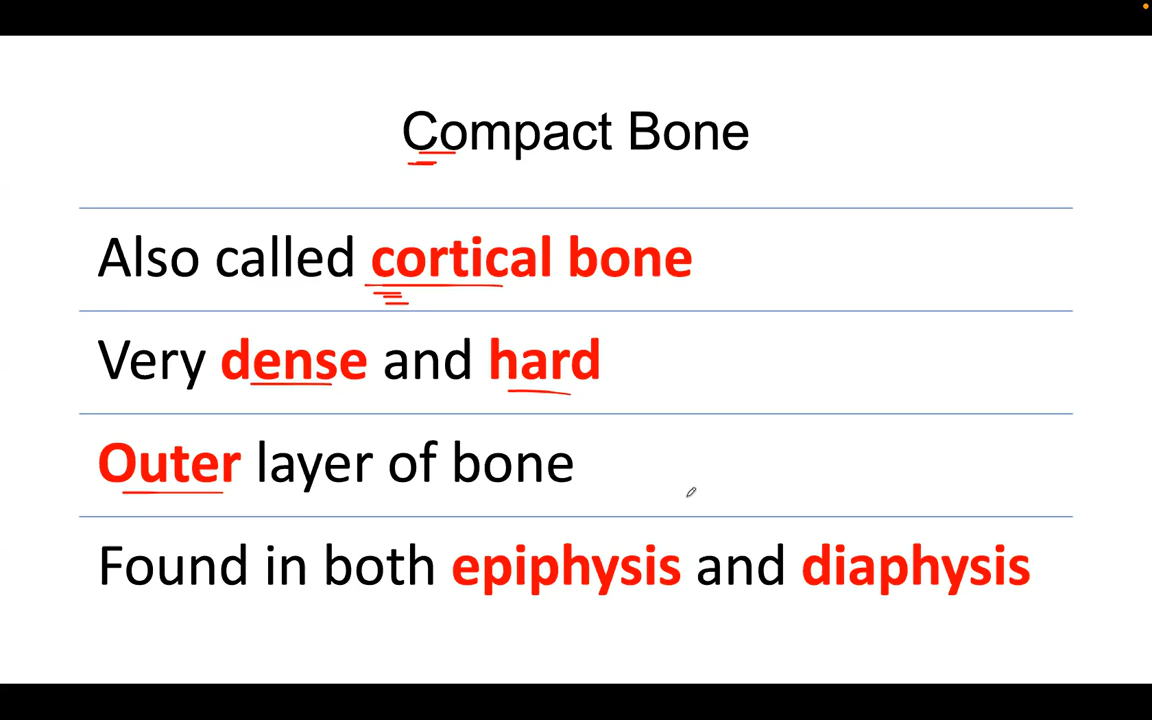 Compact Bone
Also called cortical bone
Very dense and hard
Outer layer of bone
Found in both epiphysis and diaphysis